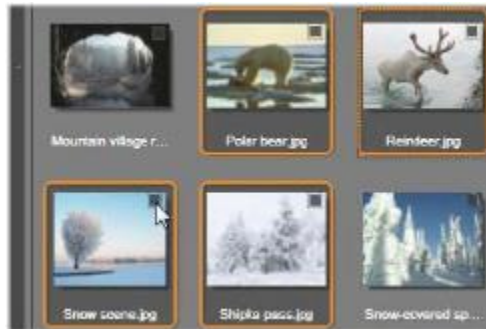 Mountain village r...
Polar bear.jpg
Reindeer.jpg
Snow scene.jpg
Shipka pass.jpg
Snow-covered sp...